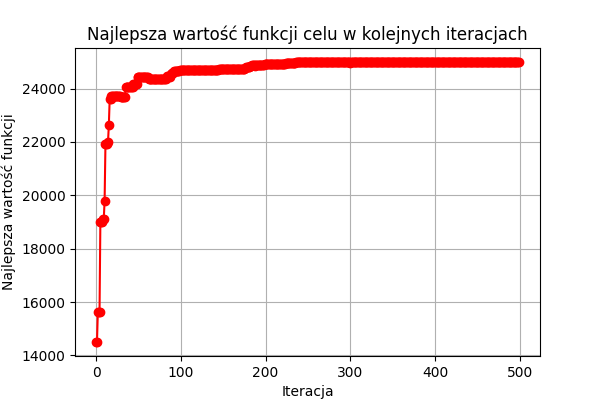 Najlepsza wartość funkcji celu w kolejnych iteracjach
Najlepsza wartość funkcji
24000
22000
20000
18000
16000
14000
0 100 200 300 400 500
Iteracja